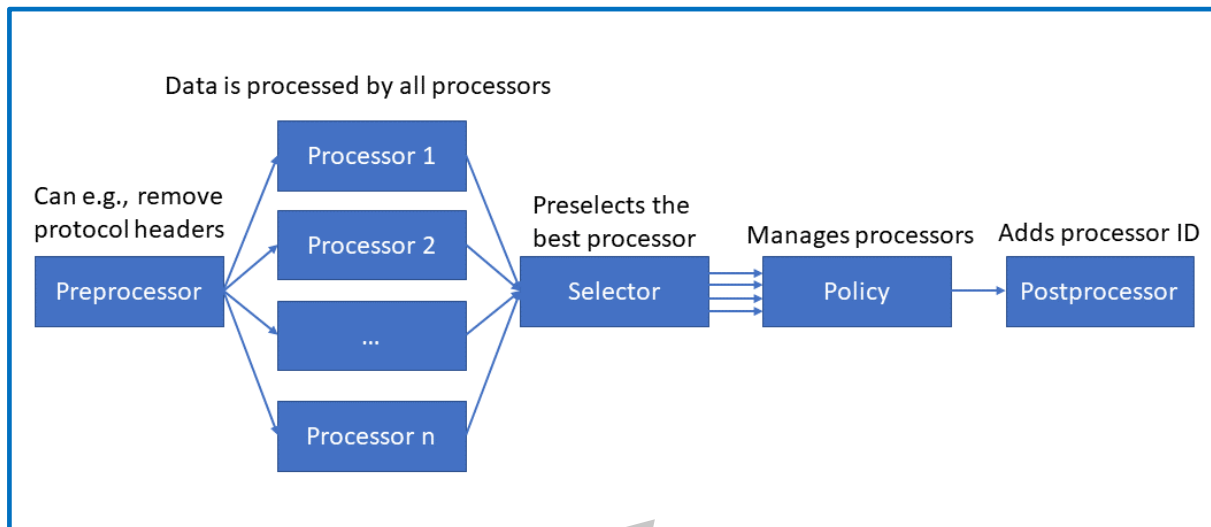 Data is processed by all processors
Processor 1
Can e.g., remove
protocol headers
Processor 2
Preselects the
best processor
Manages processors
Adds processor ID
Preprocessor
Selector
Policy
Postprocessor
...
Processor n